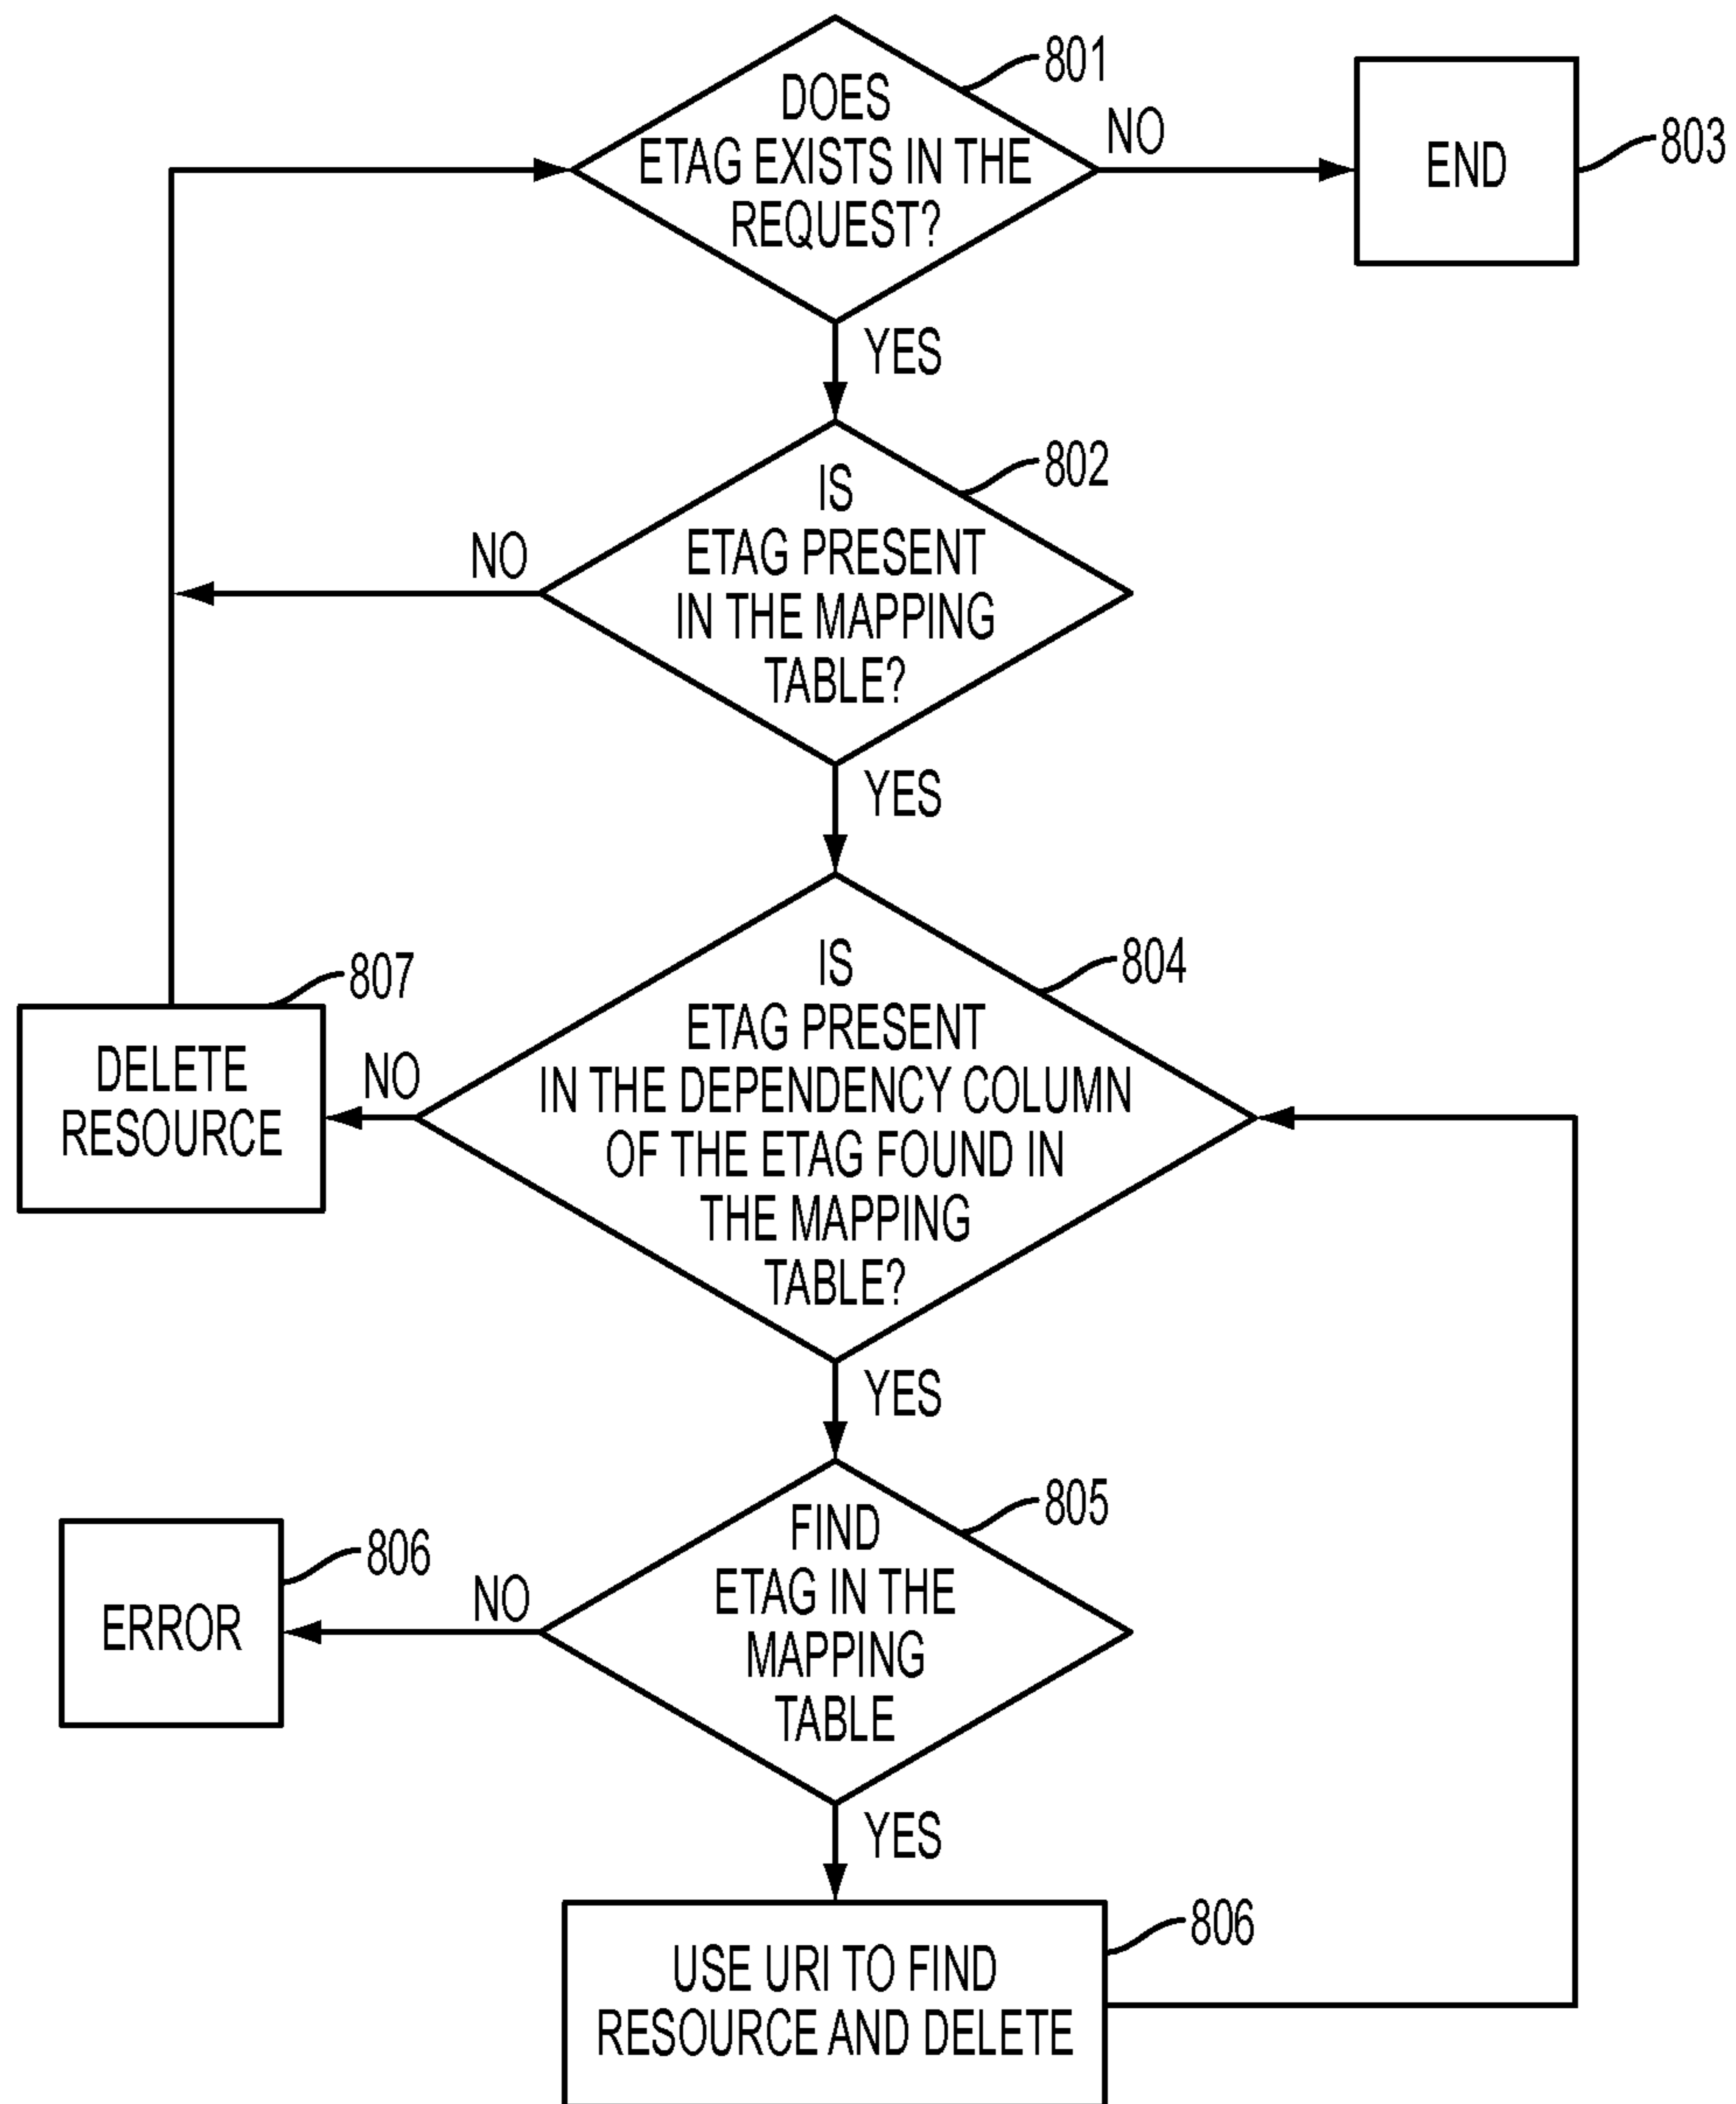 801
DOES
ETAG EXISTS IN THE
REQUEST?
NO
END
803
YES
802
IS
ETAG PRESENT
IN THE MAPPING
TABLE?
NO
YES
804
IS
ETAG PRESENT
IN THE DEPENDENCY COLUMN
OF THE ETAG FOUND IN
THE MAPPING
TABLE?
807
DELETE
RESOURCE
NO
YES
805
FIND
ETAG IN THE
MAPPING
TABLE
806
ERROR
NO
YES
806
USE URI TO FIND
RESOURCE AND DELETE